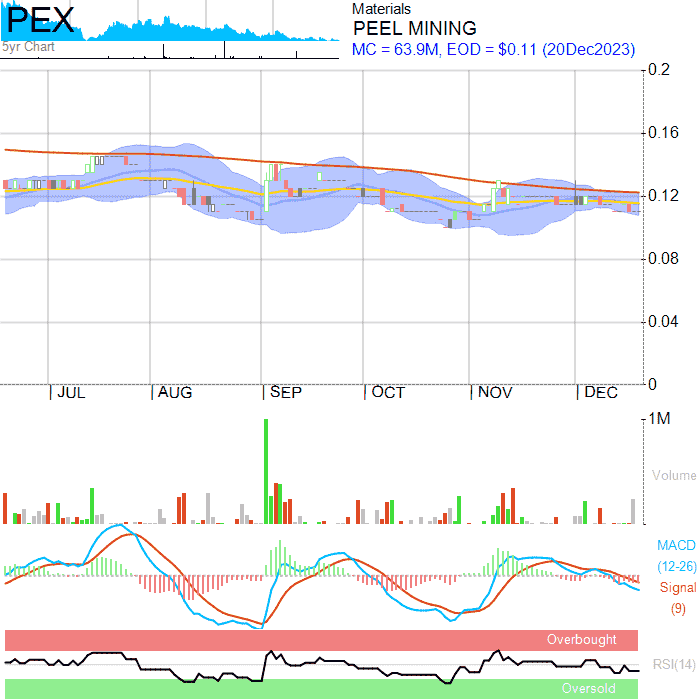 PEX
5yr Chart
Materials
PEEL MINING
MC = 63.9M, EOD = $0.11 (20Dec2023)
0.2
0.16
0.12
0.08
0.04
0
JUL AUG SEP OCT NOV DEC
1M
Volume
MACD
(12-26)
Signal
(9)
Overbought
RSI(14)
Oversold